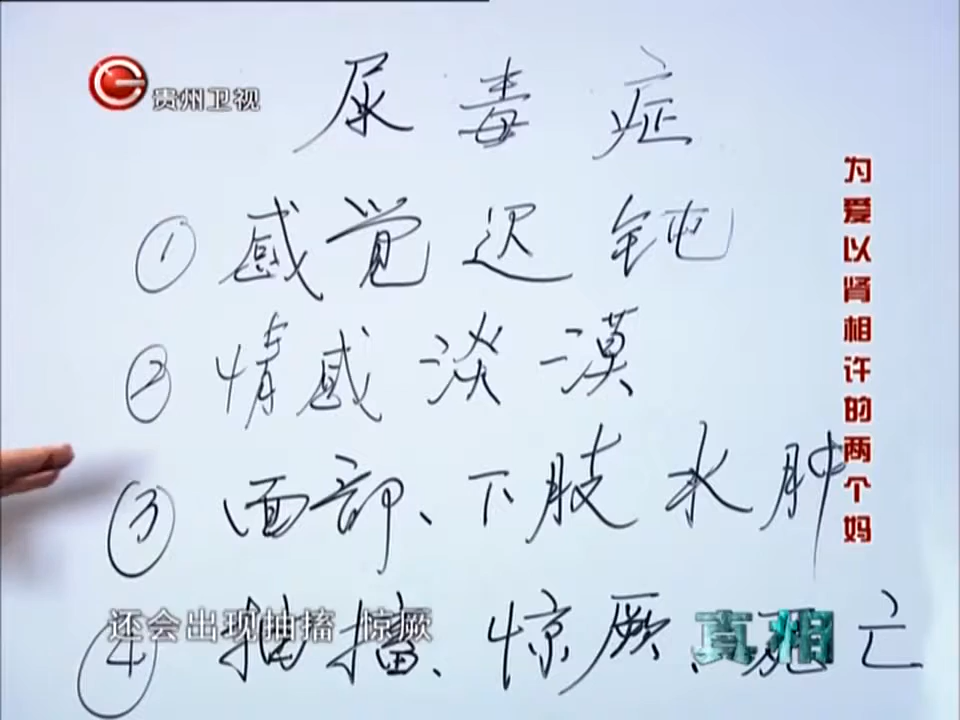 贵州卫视
尿毒症
① 感觉迟钝
② 情感淡漠
③ 面部、下肢水肿
④ 抽搐、惊厥、死亡
还会出现抽搐 惊厥
为爱以肾相许的两个妈
真相